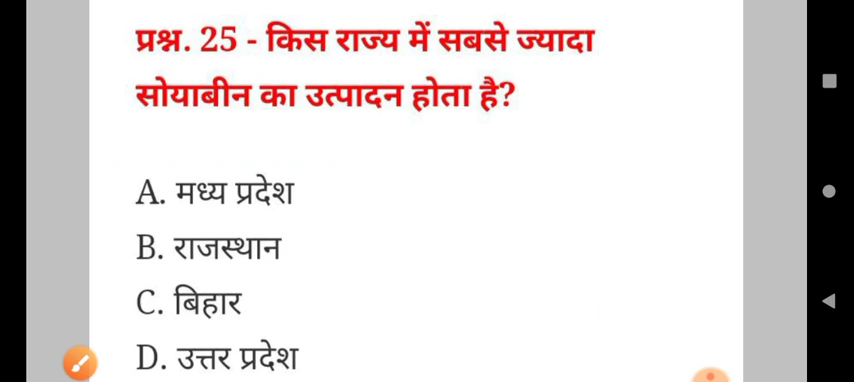 प्रश्न. 25 - किस राज्य में सबसे ज्यादा
सोयाबीन का उत्पादन होता है?
A. मध्य प्रदेश
B. राजस्थान
C. बिहार
D. उत्तर प्रदेश